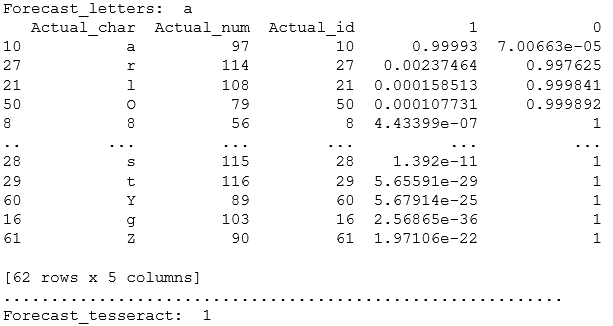 Forecast_letters:  a
   Actual_char  Actual_num  Actual_id            1            0
10           a          97         10      0.99993  7.00663e-05
27           r         114         27   0.00237464     0.997625
21           l         108         21  0.000158513     0.999841
50           O          79         50  0.000107731     0.999892
8            8          56          8  4.43399e-07            1
..         ...         ...        ...          ...          ...
28           s         115         28    1.392e-11            1
29           t         116         29  5.65591e-29            1
60           Y          89         60  5.67914e-25            1
16           g         103         16  2.56865e-36            1
61           Z          90         61  1.97106e-22            1
[62 rows x 5 columns]
...........................................................
Forecast_tesseract:  1